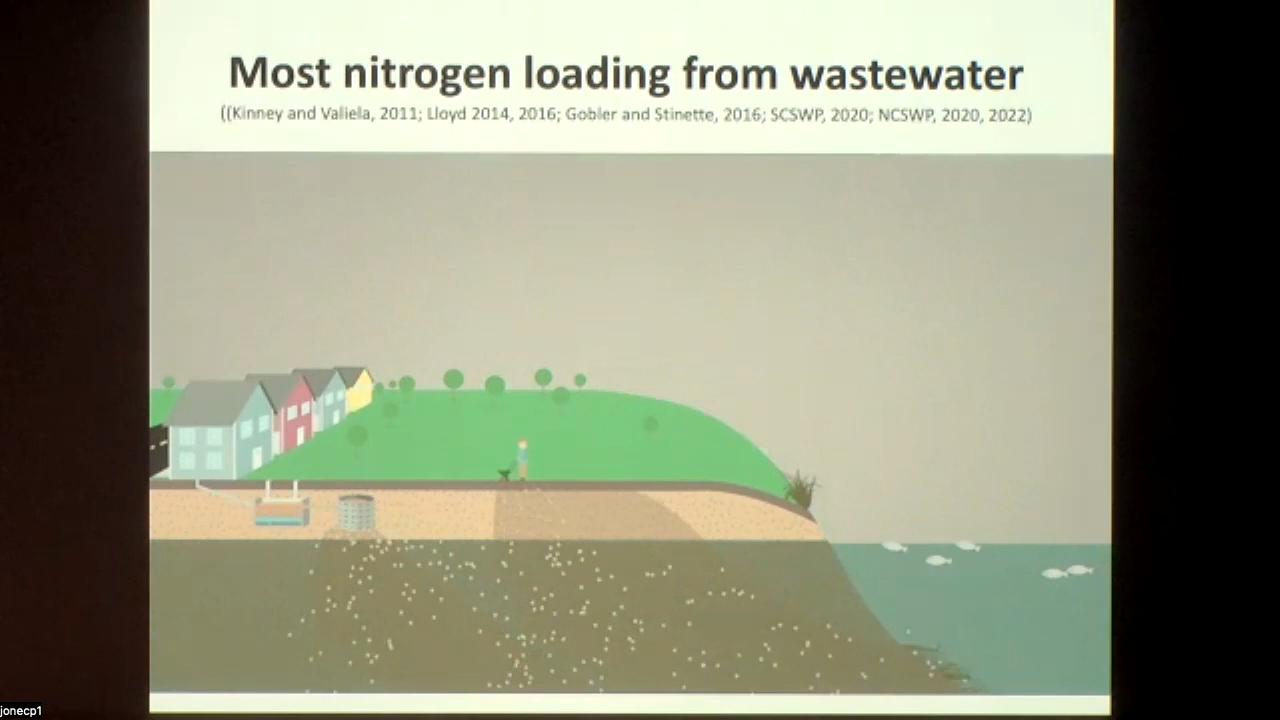 Most nitrogen loading from wastewater
((Kinney and Valiela, 2011; Lloyd 2014, 2016; Gobler and Stinette, 2016; SCSWP, 2020; NCSWP, 2020, 2022)
jonecp1